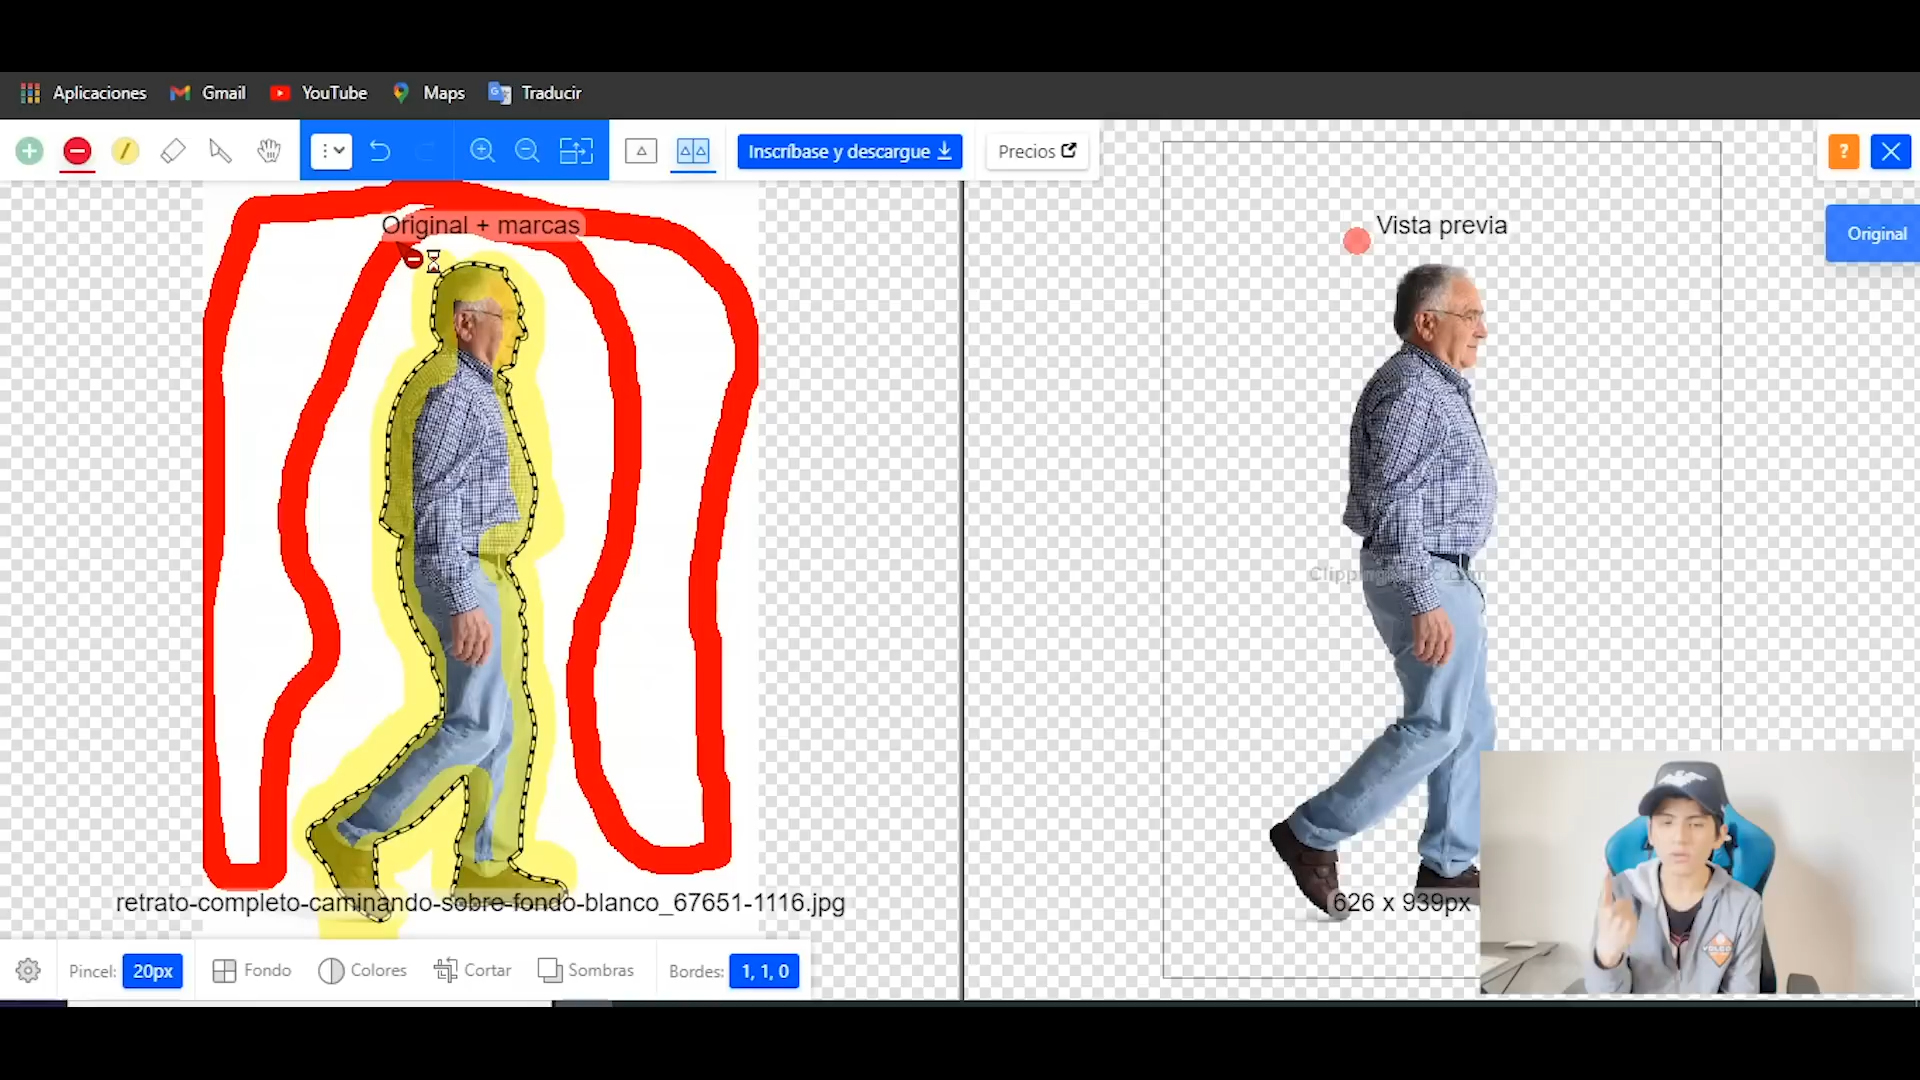 Aplicaciones Gmail YouTube Maps Traducir
Inscríbase y descargue Precios ?
Original + marcas
Vista previa
Original
retrato-completo-caminando-sobre-fondo-blanco_67651-1116.jpg
626 x 939px
Pincel: 20px Fondo Colores Cortar Sombras Bordes: 1, 1, 0